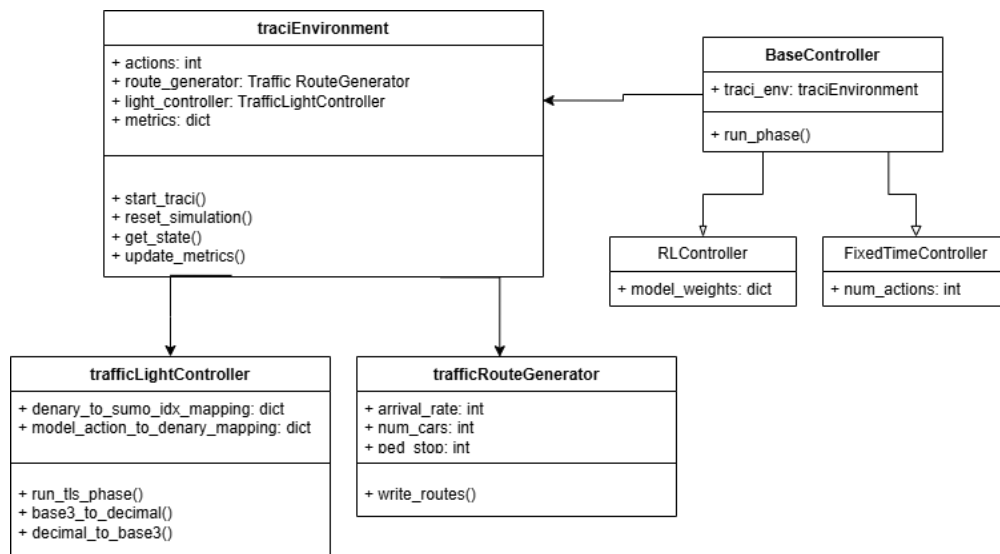 traciEnvironment
+ actions: int
+ route_generator: Traffic RouteGenerator
+ light_controller: TrafficLightController
+ metrics: dict
+ start_traci()
+ reset_simulation()
+ get_state()
+ update_metrics()
BaseController
+ traci_env: traciEnvironment
+ run_phase()
RLController
+ model_weights: dict
FixedTimeController
+ num_actions: int
trafficLightController
+ denary_to_sumo_idx_mapping: dict
+ model_action_to_denary_mapping: dict
+ run_tls_phase()
+ base3_to_decimal()
+ decimal_to_base3()
trafficRouteGenerator
+ arrival_rate: int
+ num_cars: int
+ ped_stop: int
+ write_routes()